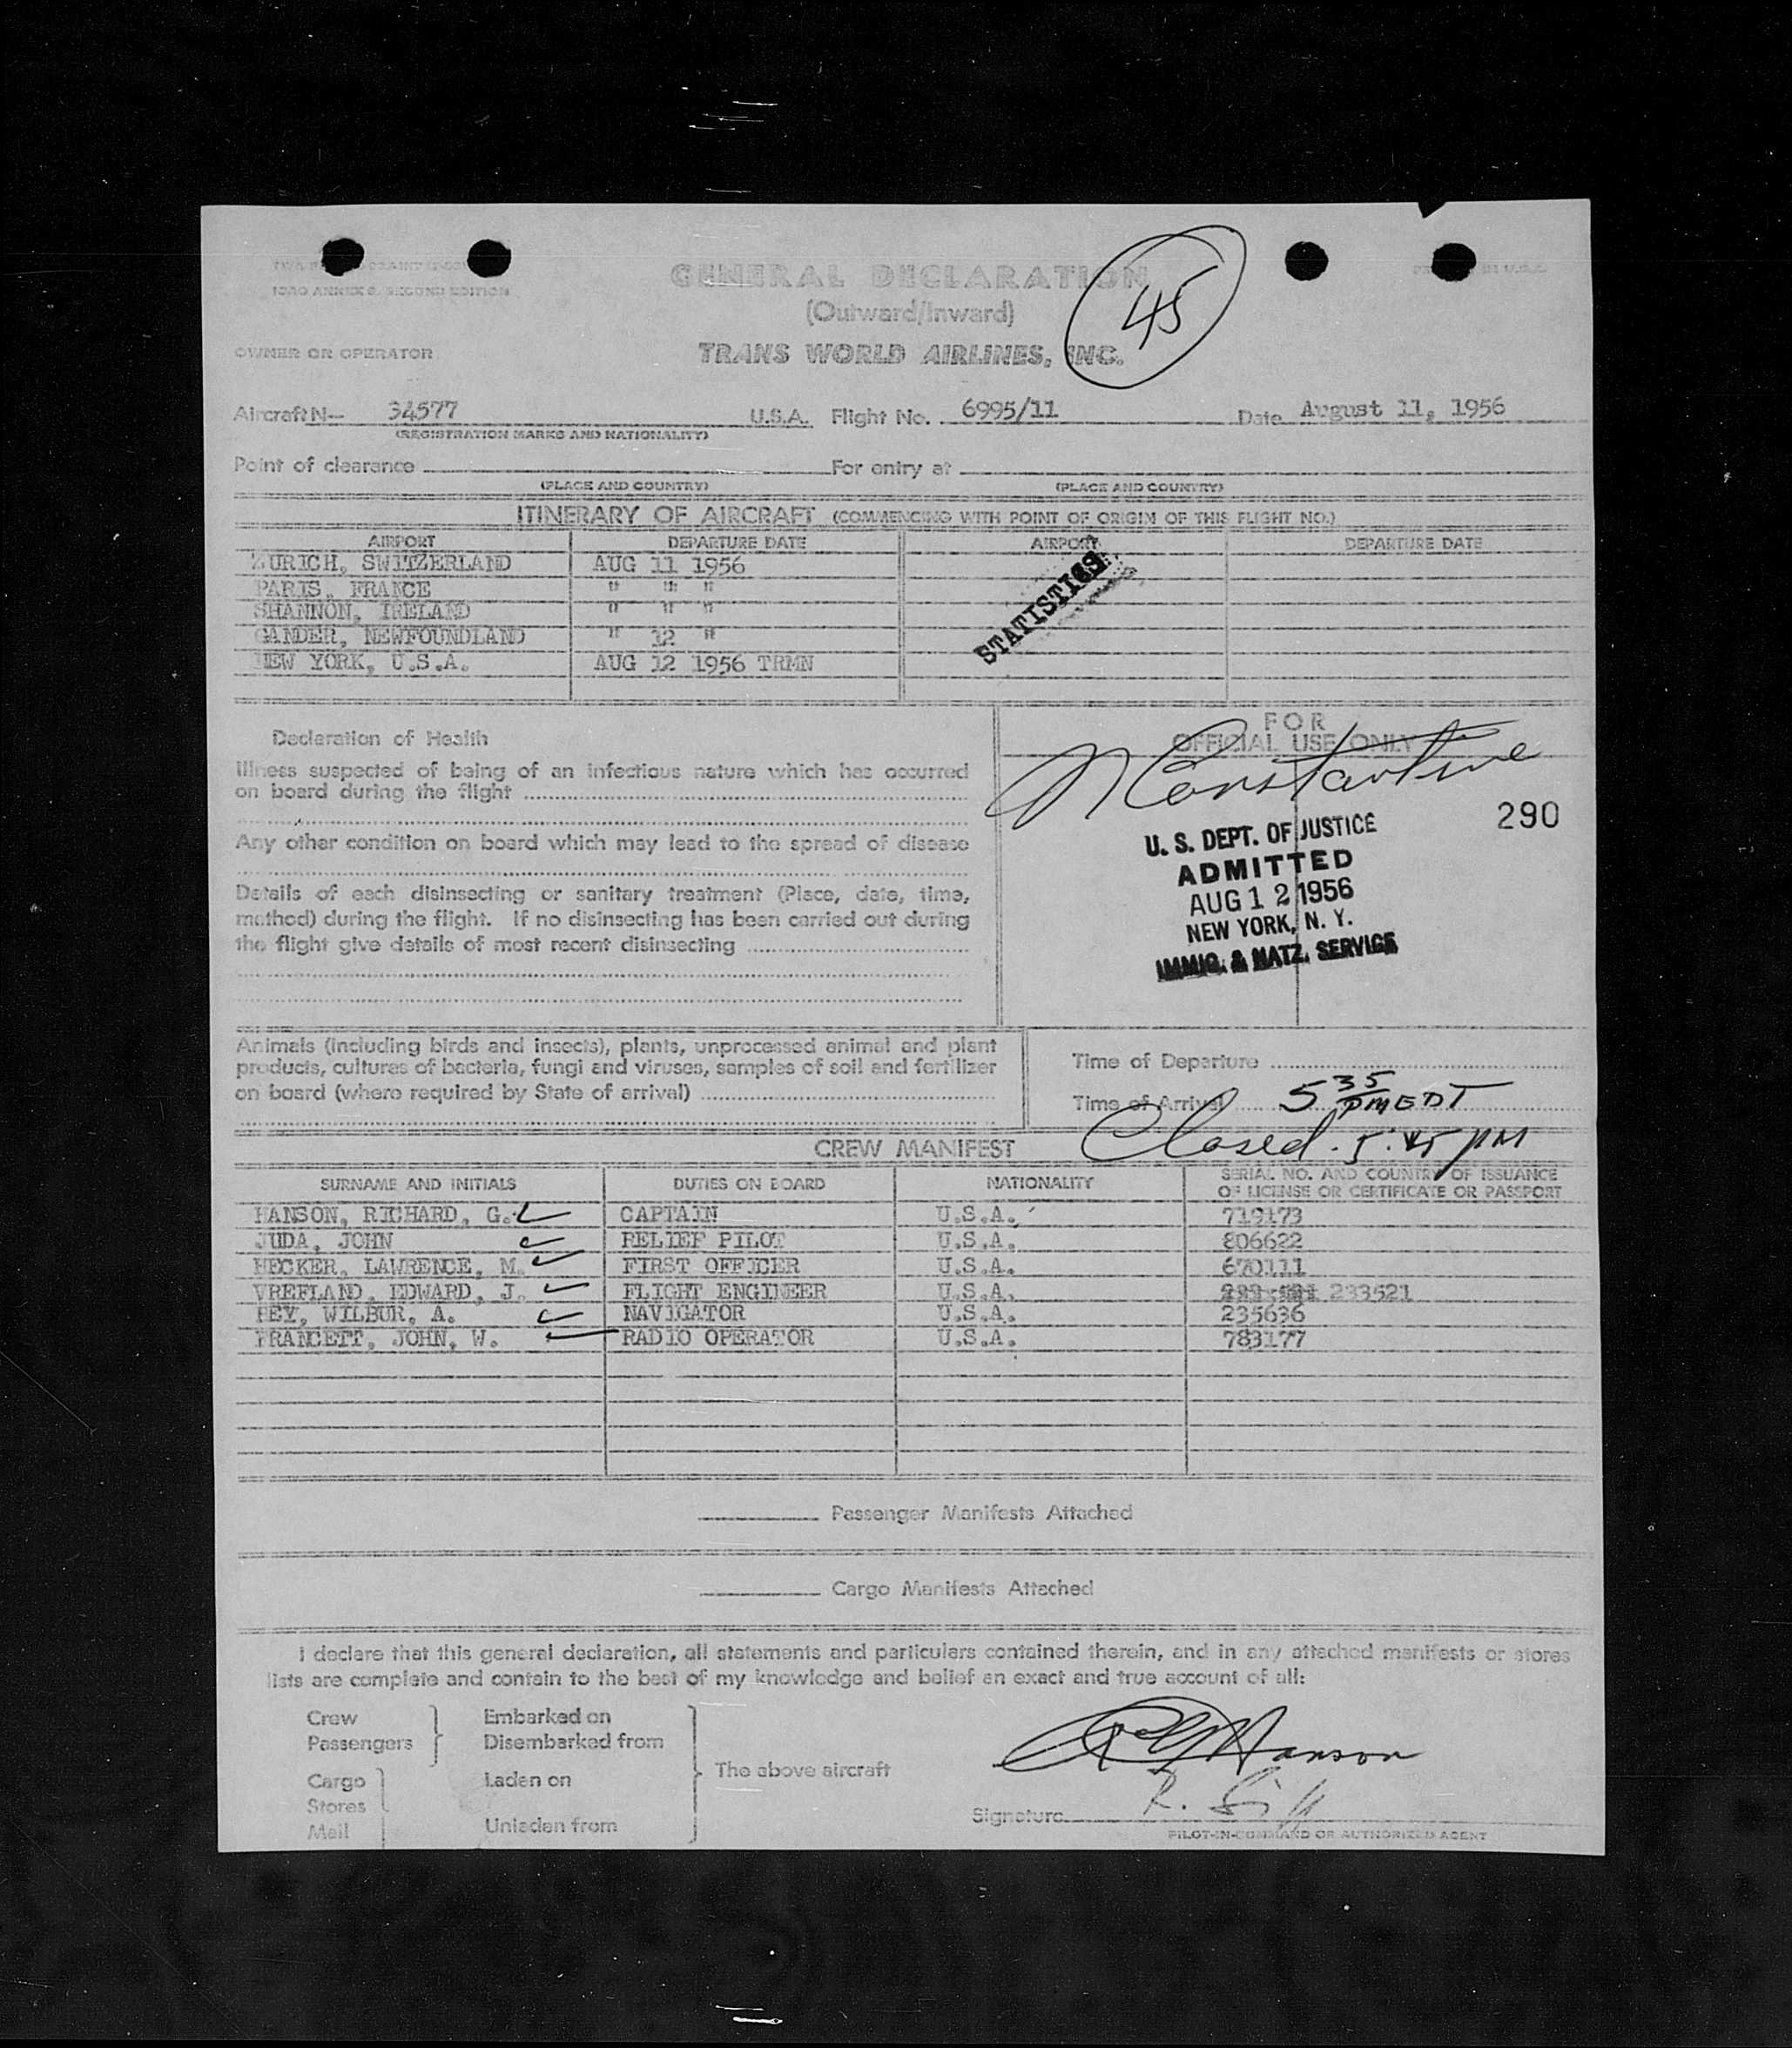 ICAO ANNEX 9, SECOND EDITION
GENERAL DECLARATION
(Outward/Inward)
45
OWNER OR OPERATOR
TRANS WORLD AIRLINES, INC.
Aircraft N- 34577 U.S.A. Flight No. 6995/11 Date August 11, 1956
(REGISTRATION MARKS AND NATIONALITY)
Point of clearance For entry at
(PLACE AND COUNTRY) (PLACE AND COUNTRY)
ITINERARY OF AIRCRAFT (COMMENCING WITH POINT OF ORIGIN OF THIS FLIGHT NO.)
AIRPORT DEPARTURE DATE AIRPORT DEPARTURE DATE
ZURICH, SWITZERLAND AUG 11 1956
PARIS, FRANCE " " "
SHANNON, IRELAND " " "
GANDER, NEWFOUNDLAND " 12 "
NEW YORK, U.S.A. AUG 12 1956 TRMN
STATISTICS
Declaration of Health
Illness suspected of being of an infectious nature which has occurred
on board during the flight
Any other condition on board which may lead to the spread of disease
Details of each disinsecting or sanitary treatment (Place, date, time,
method) during the flight. If no disinsecting has been carried out during
the flight give details of most recent disinsecting
FOR
OFFICIAL USE ONLY
N Constantine
290
U. S. DEPT. OF JUSTICE
ADMITTED
AUG 12 1956
NEW YORK, N. Y.
IMMIG. & NATZ. SERVICE
Animals (including birds and insects), plants, unprocessed animal and plant
products, cultures of bacteria, fungi and viruses, samples of soil and fertilizer
on board (where required by State of arrival)
Time of Departure
Time of Arrival 5 35 PM EDT
Closed. 5:45 PM
CREW MANIFEST
SURNAME AND INITIALS DUTIES ON BOARD NATIONALITY SERIAL NO. AND COUNTRY OF ISSUANCE
OF LICENSE OR CERTIFICATE OR PASSPORT
HANSON, RICHARD, G. CAPTAIN U.S.A. 719173
JUDA, JOHN RELIEF PILOT U.S.A. 806622
HECKER, LAWRENCE, M. FIRST OFFICER U.S.A. 670111
VREFLAND, EDWARD, J. FLIGHT ENGINEER U.S.A. 233521
HEY, WILBUR, A. NAVIGATOR U.S.A. 235636
FRANCETT, JOHN, W. RADIO OPERATOR U.S.A. 783177
Passenger Manifests Attached
Cargo Manifests Attached
I declare that this general declaration, all statements and particulars contained therein, and in any attached manifests or stores
lists are complete and contain to the best of my knowledge and belief an exact and true account of all:
Crew Embarked on
Passengers Disembarked from
The above aircraft
Cargo Laden on
Stores
Mail Unladen from
R G Hanson
Signature
PILOT-IN-COMMAND OR AUTHORIZED AGENT